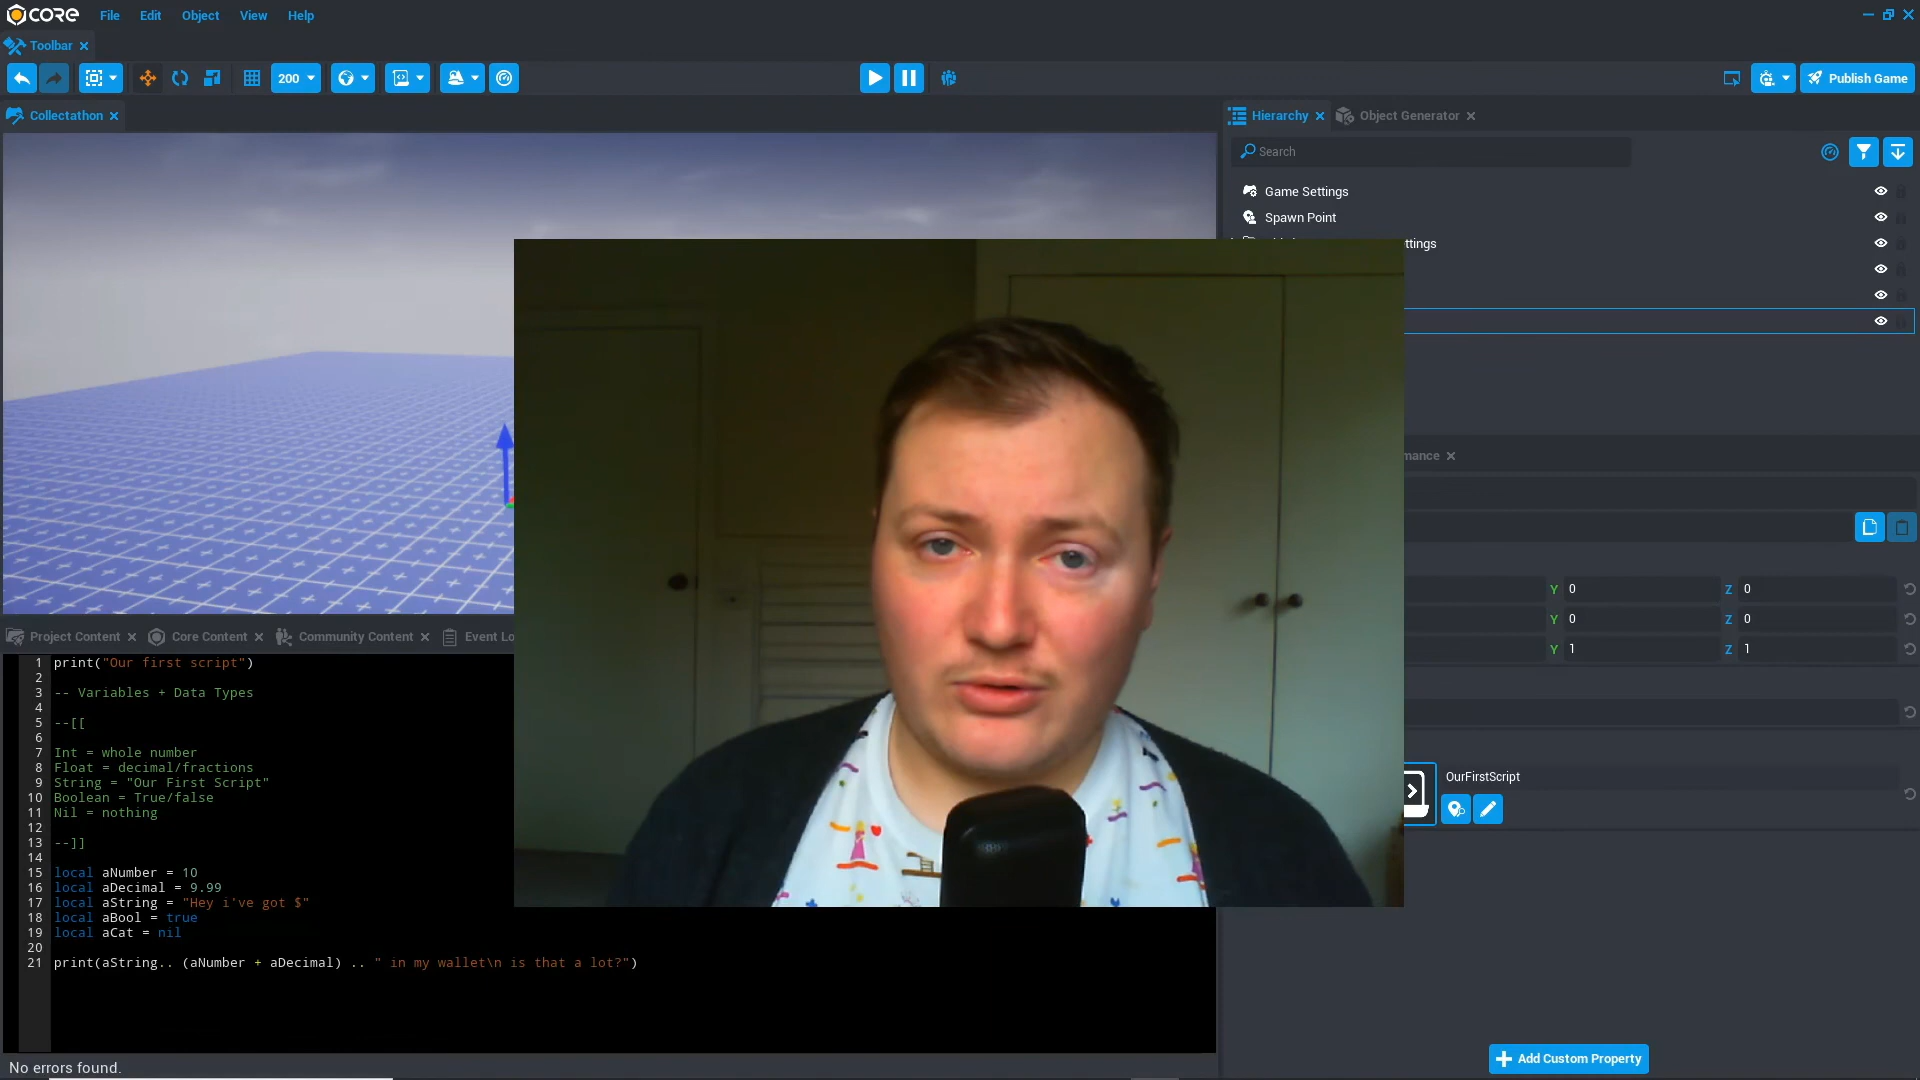 CORE File Edit Object View Help
Toolbar
200 Publish Game
Collectathon
Hierarchy Object Generator
Search
Game Settings
Spawn Point
ttings
mance
Y 0 Z 0
Y 0 Z 0
Y 1 Z 1
OurFirstScript
Add Custom Property
Project Content Core Content Community Content Event Lo
1 print("Our first script")
2
3 -- Variables + Data Types
4
5 --[[
6
7 Int = whole number
8 Float = decimal/fractions
9 String = "Our First Script"
10 Boolean = True/false
11 Nil = nothing
12
13 --]]
14
15 local aNumber = 10
16 local aDecimal = 9.99
17 local aString = "Hey i've got $"
18 local aBool = true
19 local aCat = nil
20
21 print(aString.. (aNumber + aDecimal) .. " in my wallet\n is that a lot?")
No errors found.